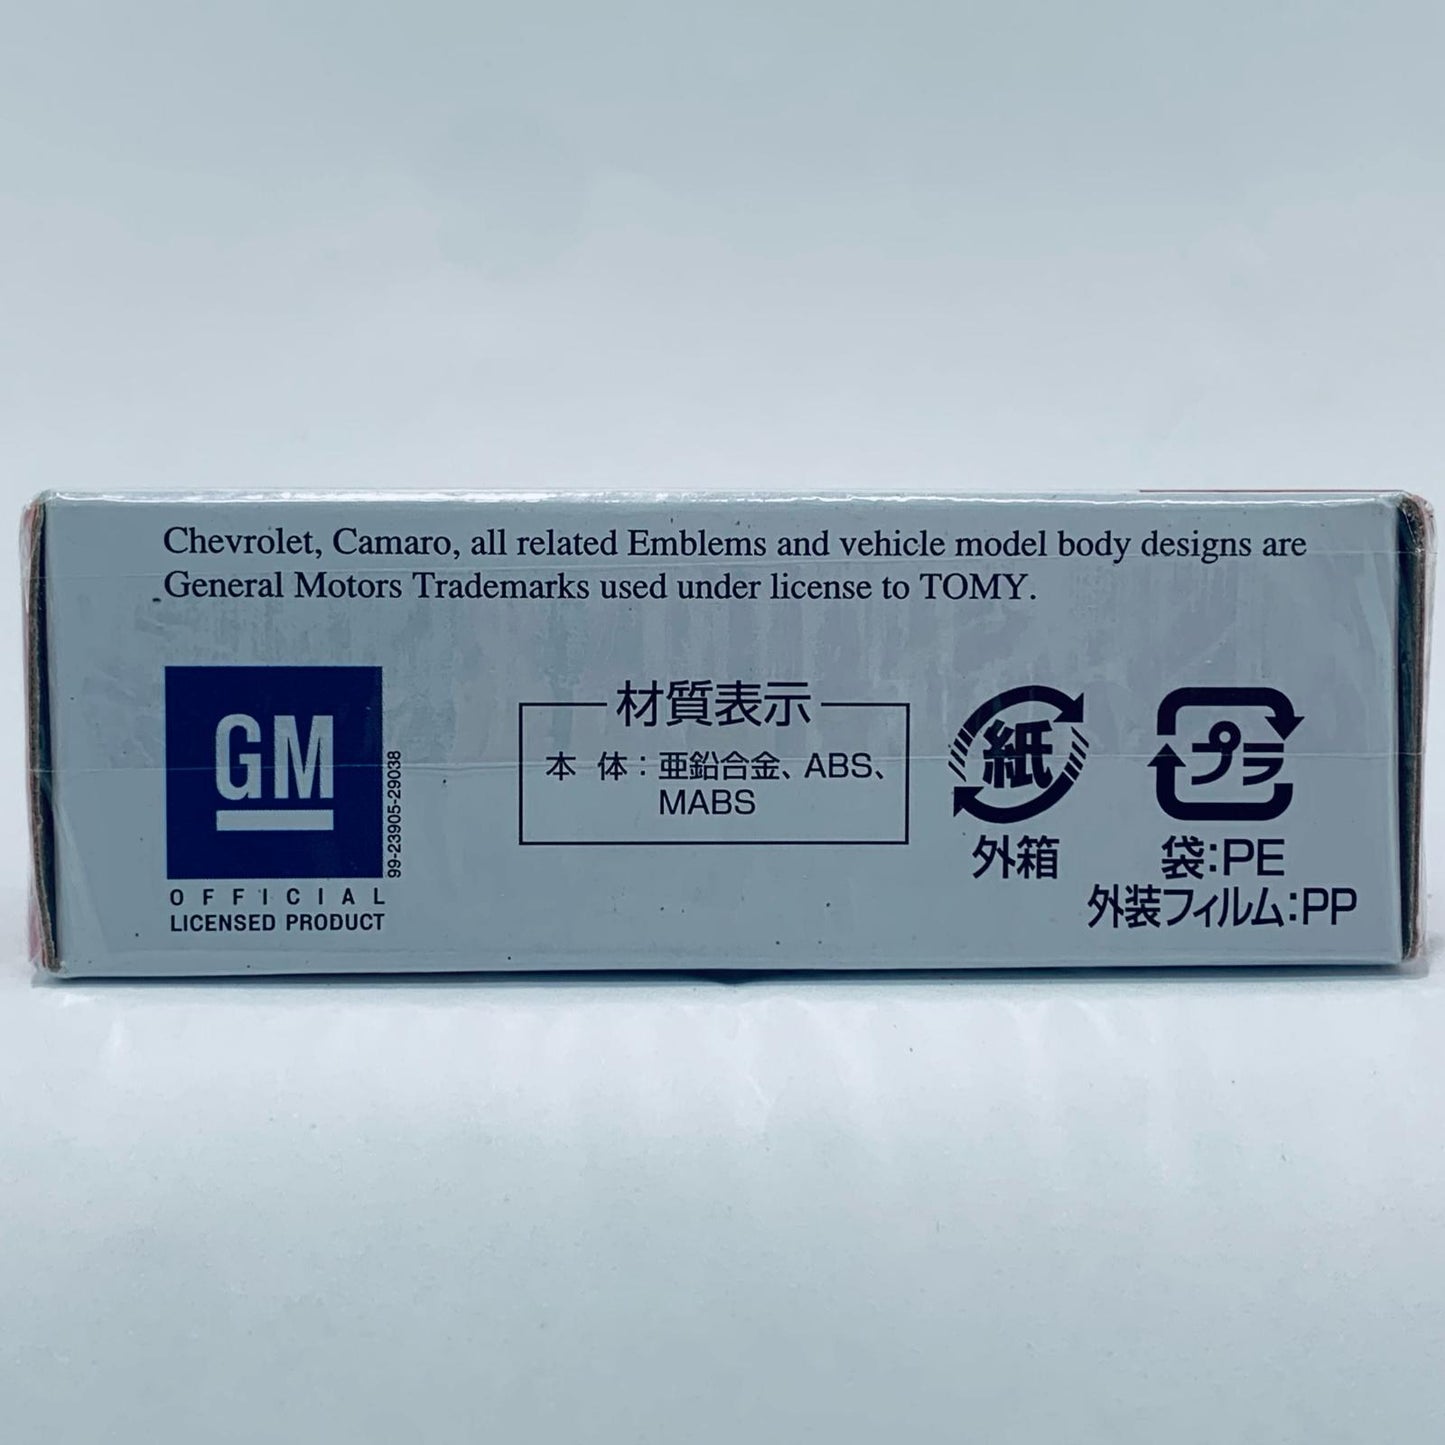 Chevrolet, Camaro, all related Emblems and vehicle model body designs are
General Motors Trademarks used under license to TOMY.
GM
99-23905-29038
OFFICIAL
LICENSED PRODUCT
材質表示
本 体：亜鉛合金、ABS、
MABS
紙
外箱
プラ
袋：PE
外装フィルム：PP